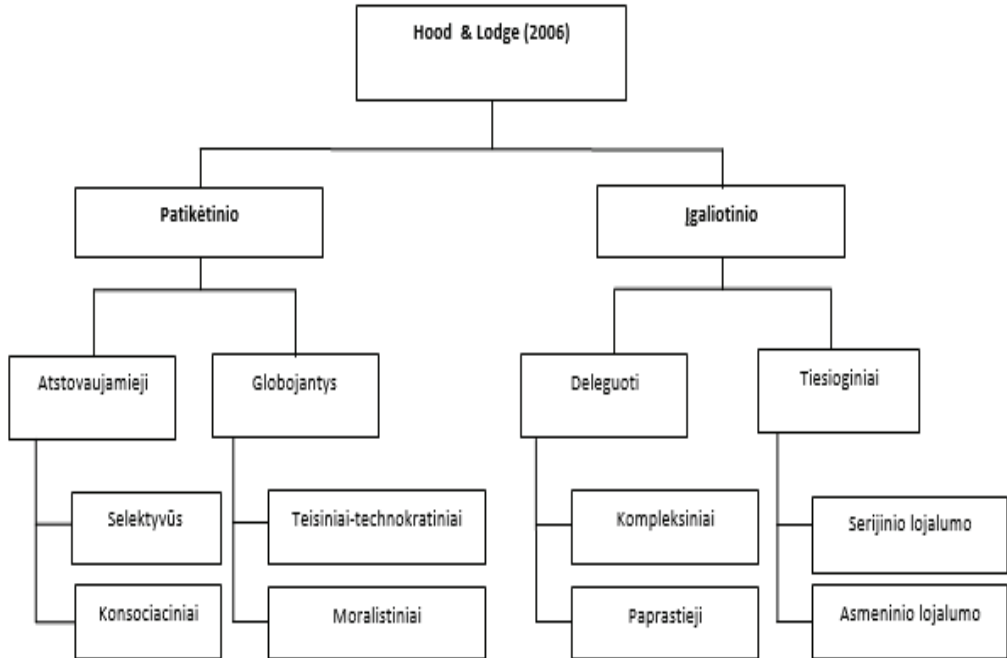 Hood & Lodge (2006)
Patikėtinio
Įgaliotinio
Atstovaujamieji
Globojantys
Deleguoti
Tiesioginiai
Selektyvūs
Teisiniai-technokratiniai
Kompleksiniai
Serijinio lojalumo
Konsociaciniai
Moralistiniai
Paprastieji
Asmeninio lojalumo